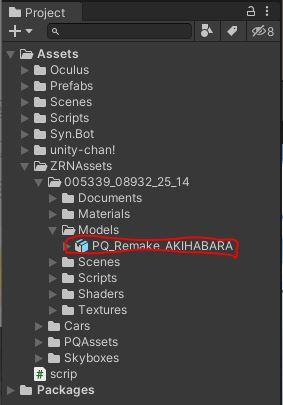 Project
8
Assets
Oculus
Prefabs
Scenes
Scripts
Syn.Bot
unity-chan!
ZRNAssets
005339_08932_25_14
Documents
Materials
Models
PQ_Remake_AKIHABARA
Scenes
Scripts
Shaders
Textures
Cars
PQAssets
Skyboxes
scrip
Packages